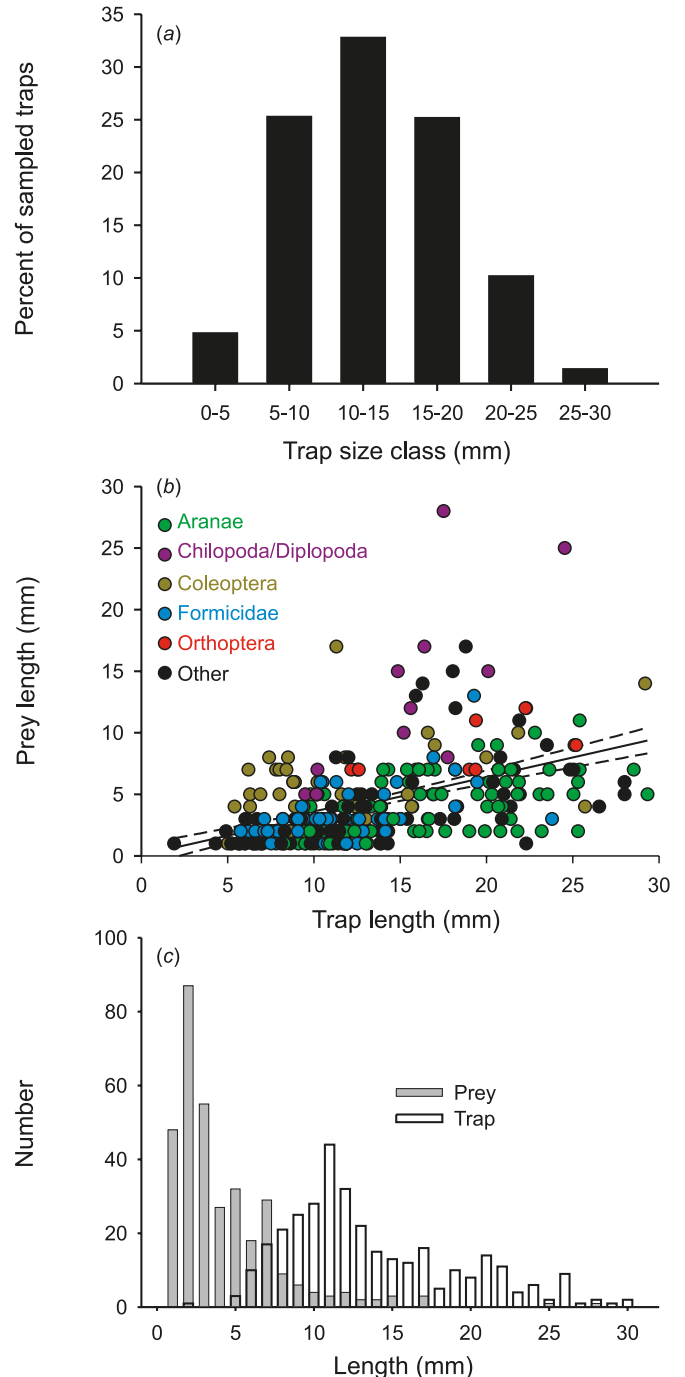 (a)
35
30
25
20
15
10
5
0
Percent of sampled traps
0-5 5-10 10-15 15-20 20-25 25-30
Trap size class (mm)
(b)
30
25
20
15
10
5
0
Prey length (mm)
Aranae
Chilopoda/Diplopoda
Coleoptera
Formicidae
Orthoptera
Other
0 5 10 15 20 25 30
Trap length (mm)
(c)
100
80
60
40
20
0
Number
Prey
Trap
0 5 10 15 20 25 30
Length (mm)